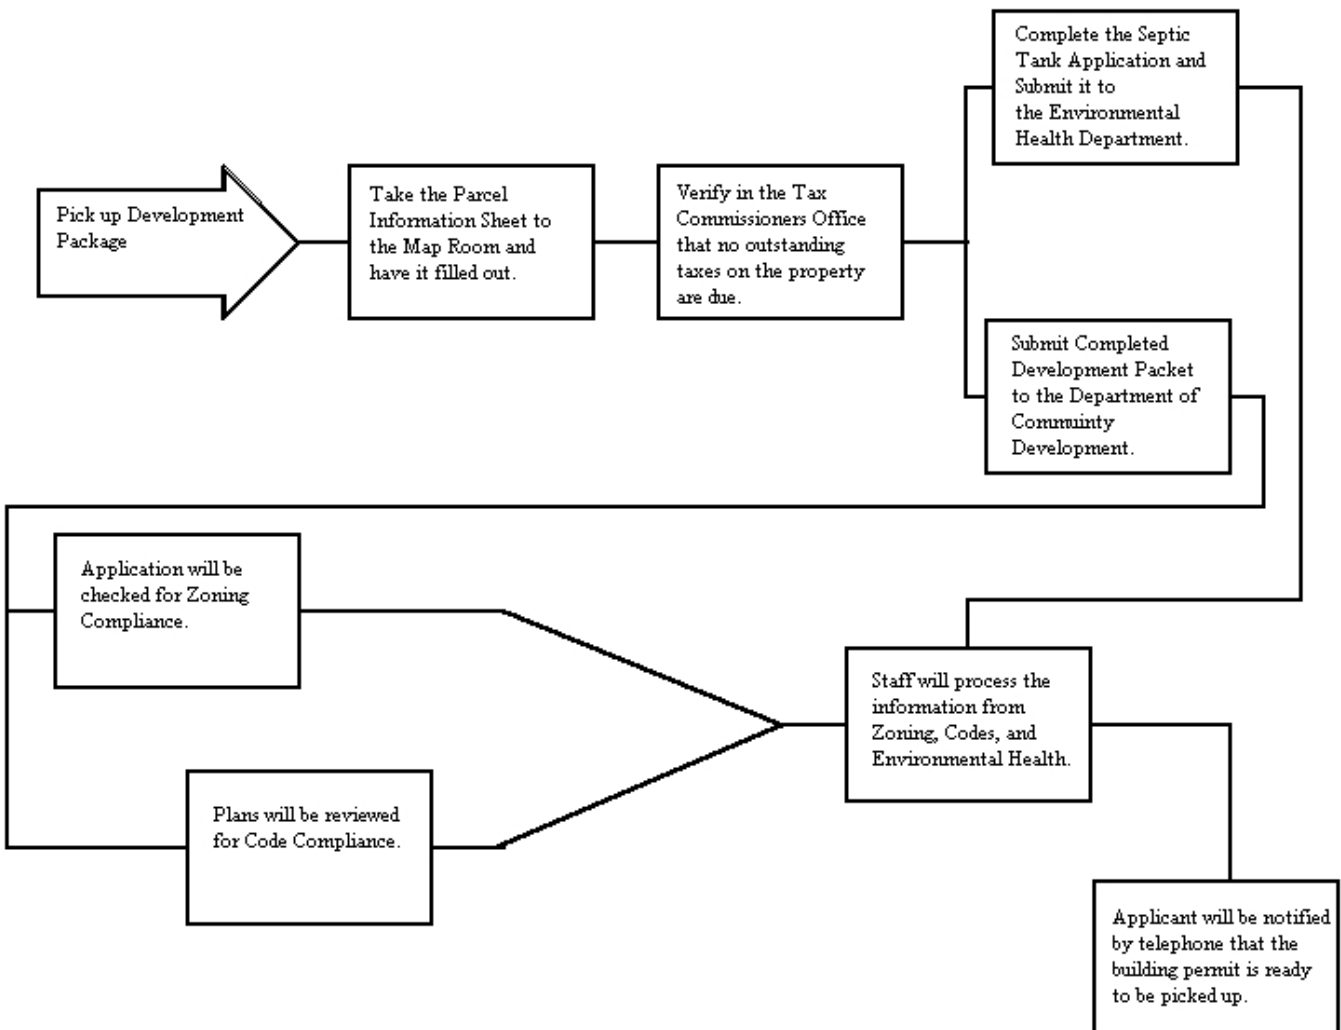 Pick up Development
Package
Take the Parcel
Information Sheet to
the Map Room and
have it filled out.
Verify in the Tax
Commissioners Office
that no outstanding
taxes on the property
are due.
Complete the Septic
Tank Application and
Submit it to
the Environmental
Health Department.
Submit Completed
Development Packet
to the Department of
Commuinty
Development.
Application will be
checked for Zoning
Compliance.
Plans will be reviewed
for Code Compliance.
Staff will process the
information from
Zoning, Codes, and
Environmental Health.
Applicant will be notified
by telephone that the
building permit is ready
to be picked up.